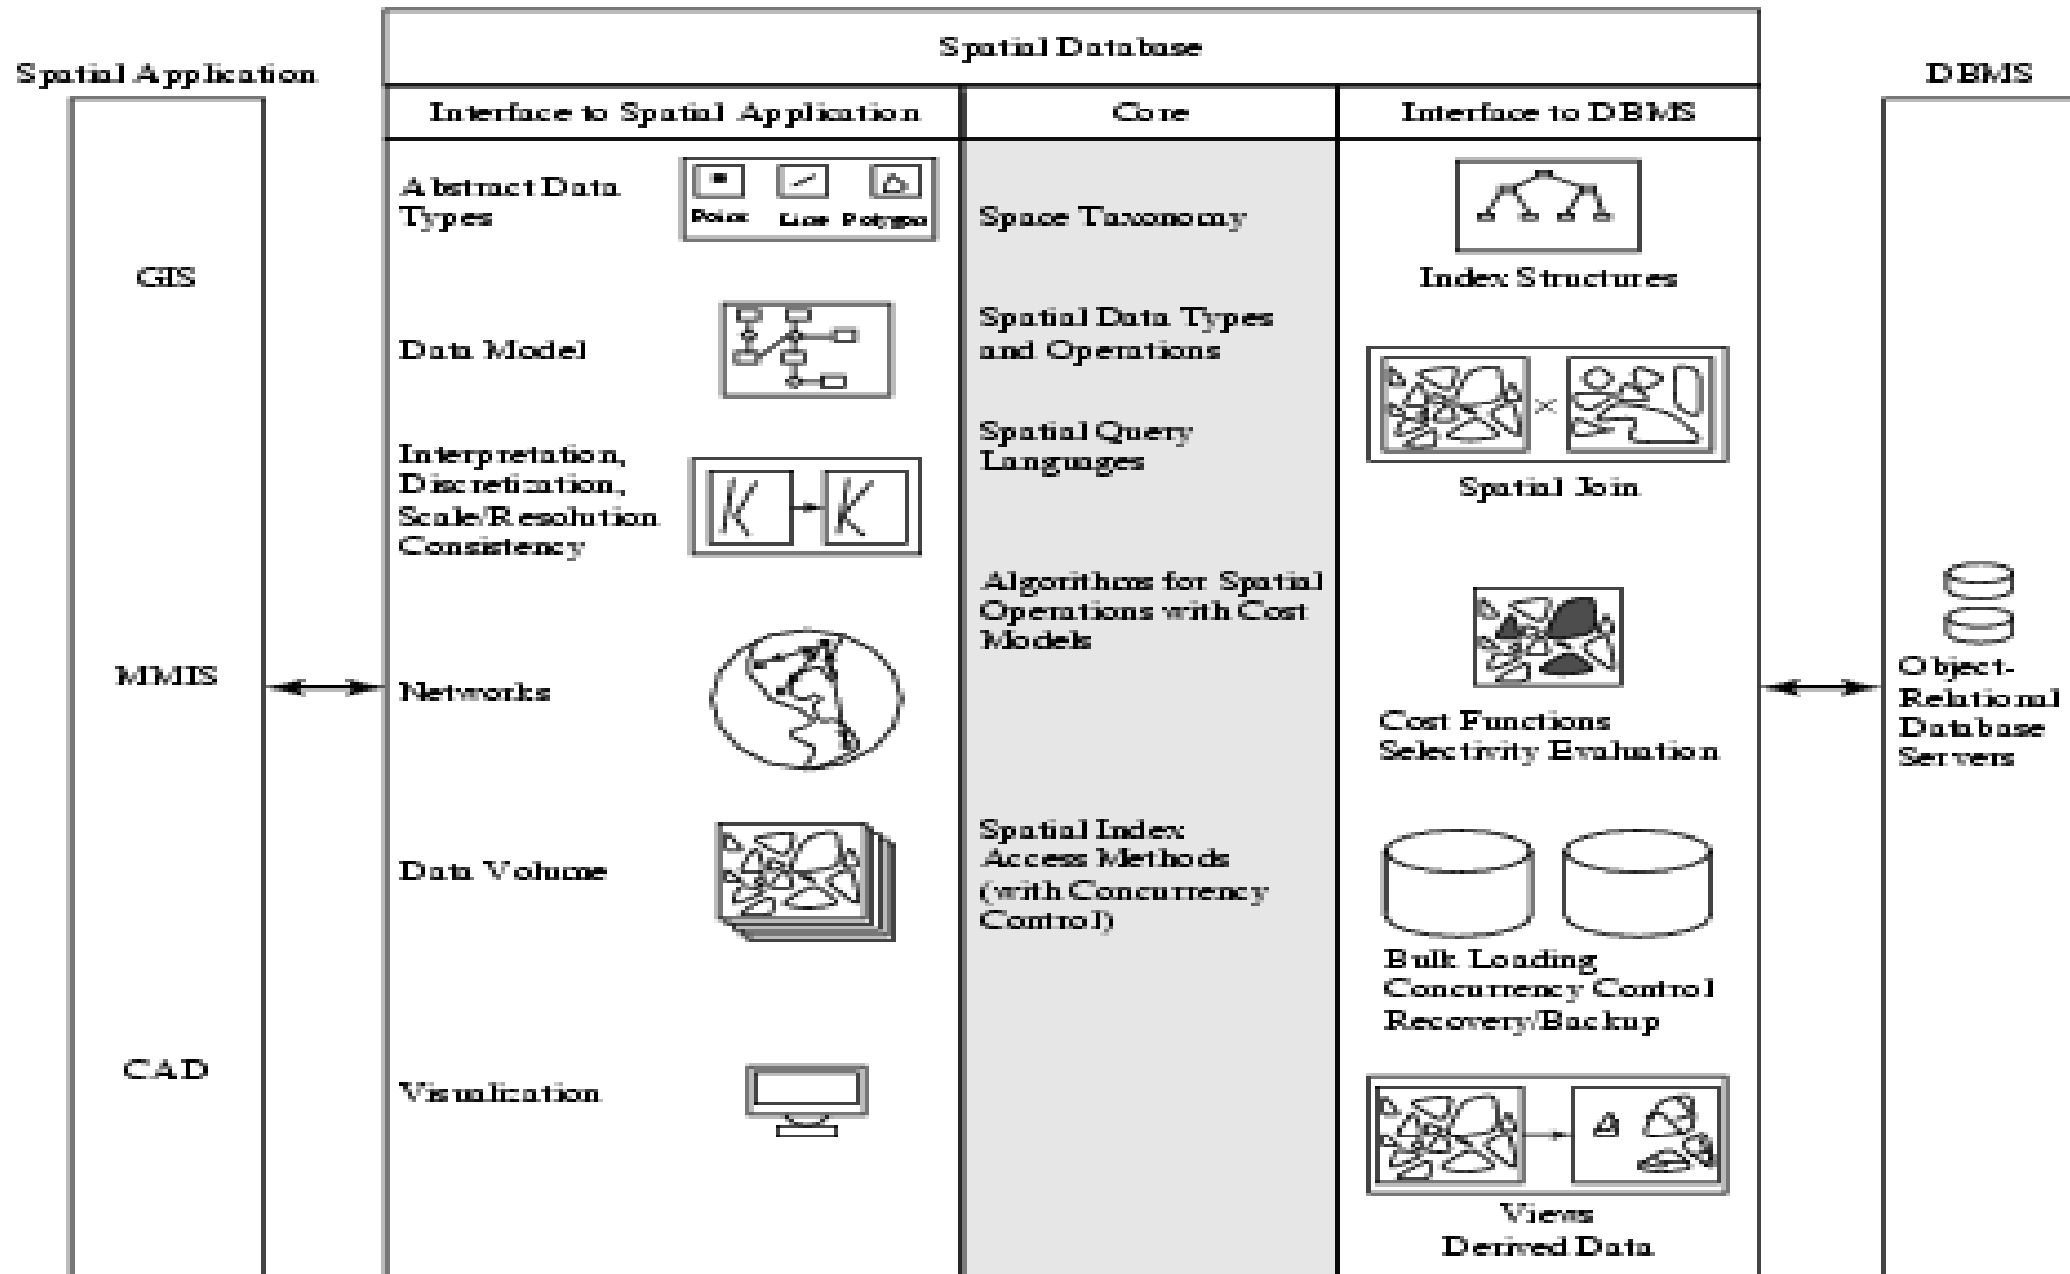 Spatial Database
Spatial Application
DBMS
Interface to Spatial Application
Core
Interface to DBMS
GIS
MMIS
CAD
Abstract Data
Types
Point
Line
Polygon
Data Model
Interpretation,
Discretization,
Scale/Resolution
Consistency
K
K
Networks
Data Volume
Visualization
Space Taxonomy
Spatial Data Types
and Operations
Spatial Query
Languages
Algorithms for Spatial
Operations with Cost
Models
Spatial Index
Access Methods
(with Concurrency
Control)
Index Structures
×
Spatial Join
Cost Functions
Selectivity Evaluation
Bulk Loading
Concurrency Control
Recovery/Backup
Views
Derived Data
Object-
Relational
Database
Servers